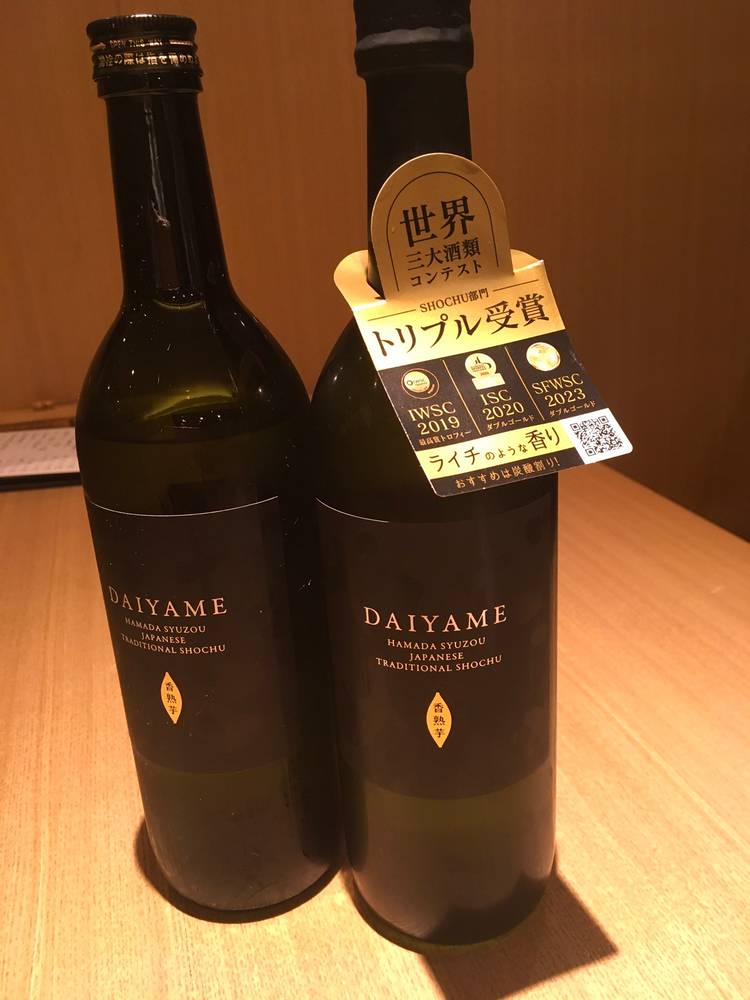 OPEN THIS WAY
DAIYAME
HAMADA SYUZOU
JAPANESE
TRADITIONAL SHOCHU
香熟芋
世界
三大酒類
コンテスト
SHOCHU部門
トリプル受賞
IWSC
2019
最高賞トロフィー
ISC
2020
ダブルゴールド
SFWSC
2023
ダブルゴールド
ライチのような香り
おすすめは炭酸割り!
DAIYAME
HAMADA SYUZOU
JAPANESE
TRADITIONAL SHOCHU
香熟芋